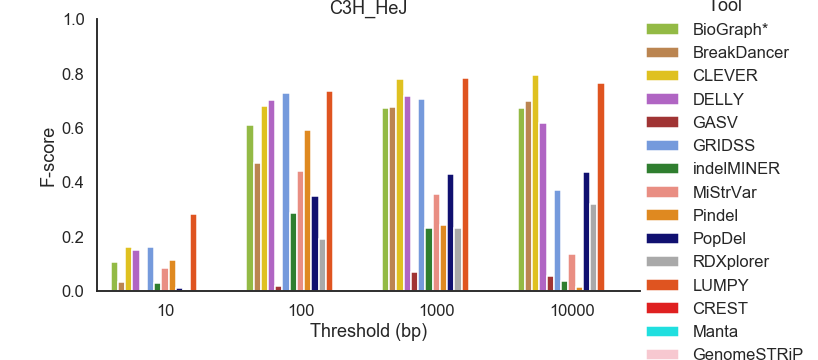 C3H_HeJ
Tool
1.0
0.8
0.6
0.4
0.2
0.0
F-score
10
100
1000
10000
Threshold (bp)
BioGraph*
BreakDancer
CLEVER
DELLY
GASV
GRIDSS
indelMINER
MiStrVar
Pindel
PopDel
RDXplorer
LUMPY
CREST
Manta
GenomeSTRiP